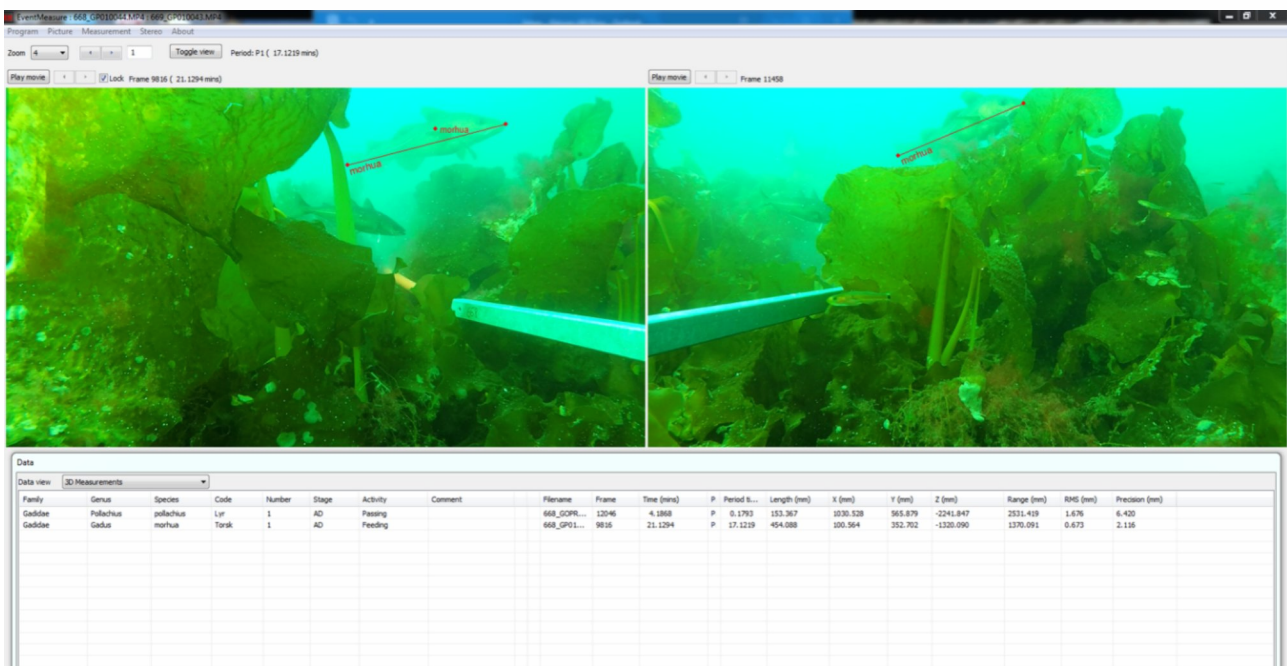 EventMeasure : 668_GP010044.MP4 : 669_GP010043.MP4
Program Picture Measurement Stereo About
Zoom 4 1 Toggle view Period: P1 ( 17.1219 mins)
Play movie Lock Frame 9816 ( 21.1294 mins) Play movie Frame 11458
morhua
morhua
morhua
Data
Data view 3D Measurements
Family Genus Species Code Number Stage Activity Comment Filename Frame Time (mins) P Period ti... Length (mm) X (mm) Y (mm) Z (mm) Range (mm) RMS (mm) Precision (mm)
Gadidae Pollachius pollachius Lyr 1 AD Passing 668_GOPR... 12046 4.1868 P 0.1793 153.367 1030.528 565.879 -2241.847 2531.419 1.676 6.420
Gadidae Gadus morhua Torsk 1 AD Feeding 668_GP01... 9816 21.1294 P 17.1219 454.088 100.564 352.702 -1320.090 1370.091 0.673 2.116